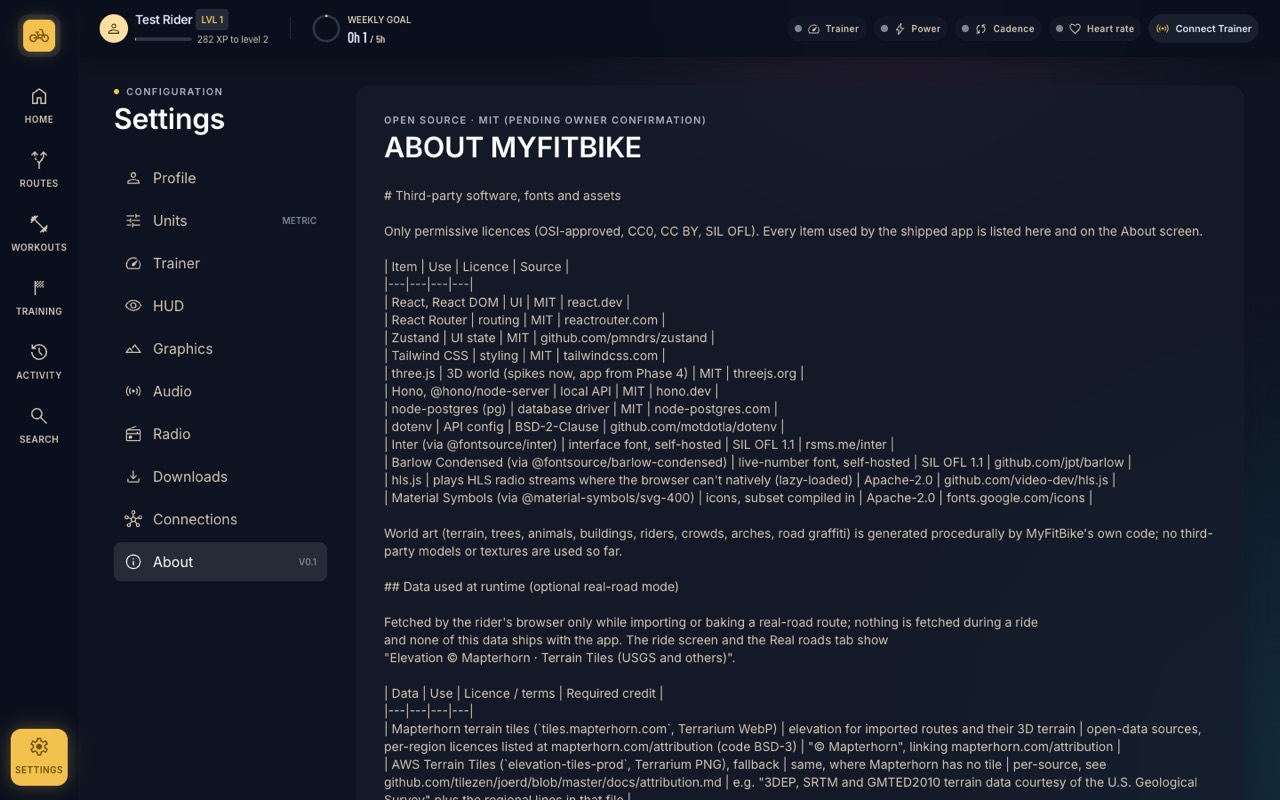 Test Rider LVL 1
282 XP to level 2
WEEKLY GOAL
0h 1 / 5h
Trainer
Power
Cadence
Heart rate
Connect Trainer
HOME
ROUTES
WORKOUTS
TRAINING
ACTIVITY
SEARCH
SETTINGS
CONFIGURATION
Settings
Profile
Units METRIC
Trainer
HUD
Graphics
Audio
Radio
Downloads
Connections
About V0.1
OPEN SOURCE · MIT (PENDING OWNER CONFIRMATION)
ABOUT MYFITBIKE
# Third-party software, fonts and assets
Only permissive licences (OSI-approved, CC0, CC BY, SIL OFL). Every item used by the shipped app is listed here and on the About screen.
| Item | Use | Licence | Source |
|---|---|---|---|
| React, React DOM | UI | MIT | react.dev |
| React Router | routing | MIT | reactrouter.com |
| Zustand | UI state | MIT | github.com/pmndrs/zustand |
| Tailwind CSS | styling | MIT | tailwindcss.com |
| three.js | 3D world (spikes now, app from Phase 4) | MIT | threejs.org |
| Hono, @hono/node-server | local API | MIT | hono.dev |
| node-postgres (pg) | database driver | MIT | node-postgres.com |
| dotenv | API config | BSD-2-Clause | github.com/motdotla/dotenv |
| Inter (via @fontsource/inter) | interface font, self-hosted | SIL OFL 1.1 | rsms.me/inter |
| Barlow Condensed (via @fontsource/barlow-condensed) | live-number font, self-hosted | SIL OFL 1.1 | github.com/jpt/barlow |
| hls.js | plays HLS radio streams where the browser can't natively (lazy-loaded) | Apache-2.0 | github.com/video-dev/hls.js |
| Material Symbols (via @material-symbols/svg-400) | icons, subset compiled in | Apache-2.0 | fonts.google.com/icons |
World art (terrain, trees, animals, buildings, riders, crowds, arches, road graffiti) is generated procedurally by MyFitBike's own code; no third-
party models or textures are used so far.
## Data used at runtime (optional real-road mode)
Fetched by the rider's browser only while importing or baking a real-road route; nothing is fetched during a ride
and none of this data ships with the app. The ride screen and the Real roads tab show
"Elevation © Mapterhorn · Terrain Tiles (USGS and others)".
| Data | Use | Licence / terms | Required credit |
|---|---|---|---|
| Mapterhorn terrain tiles (`tiles.mapterhorn.com`, Terrarium WebP) | elevation for imported routes and their 3D terrain | open-data sources,
per-region licences listed at mapterhorn.com/attribution (code BSD-3) | "© Mapterhorn", linking mapterhorn.com/attribution |
| AWS Terrain Tiles (`elevation-tiles-prod`, Terrarium PNG), fallback | same, where Mapterhorn has no tile | per-source, see
github.com/tilezen/joerd/blob/master/docs/attribution.md | e.g. "3DEP, SRTM and GMTED2010 terrain data courtesy of the U.S. Geological
Survey" plus the regional lines in that file |